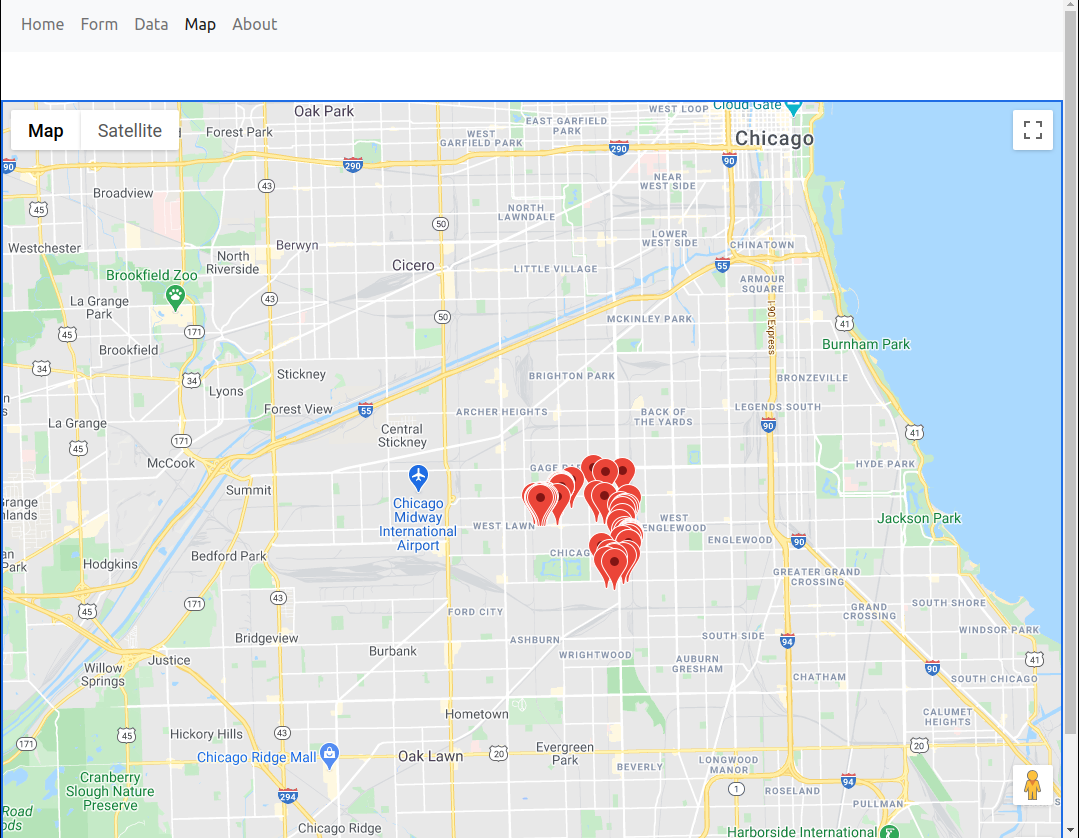 Home Form Data Map About
Map Satellite
Oak Park
WEST LOOP
Cloud Gate
Forest Park
EAST GARFIELD
PARK
WEST
GARFIELD PARK
Chicago
290
290
90
90
Broadview
43
NEAR
WEST SIDE
45
NORTH
LAWNDALE
50
LOWER
WEST SIDE
CHINATOWN
Westchester
Berwyn
North
Riverside
Cicero
LITTLE VILLAGE
55
Brookfield Zoo
ARMOUR
SQUARE
La Grange
Park
43
I-90 Express
50
MCKINLEY PARK
41
171
45
Burnham Park
Brookfield
34
Stickney
BRIGHTON PARK
BRONZEVILLE
34
Lyons
Forest View
55
ARCHER HEIGHTS
BACK OF
THE YARDS
LEGENDS SOUTH
La Grange
Central
Stickney
90
41
171
45
McCook
HYDE PARK
Summit
Chicago
Midway
International
Airport
WEST LAWN
WEST
ENGLEWOOD
Jackson Park
ENGLEWOOD
90
Bedford Park
Hodgkins
Park
GREATER GRAND
CROSSING
171
43
45
FORD CITY
GRAND
CROSSING
SOUTH SHORE
Bridgeview
ASHBURN
SOUTH SIDE
94
WINDSOR PARK
Burbank
WRIGHTWOOD
Justice
AUBURN
GRESHAM
41
90
Willow
Springs
CHATHAM
SOUTH CHICAGO
Hometown
CALUMET
HEIGHTS
Hickory Hills
43
45
171
Chicago Ridge Mall
Oak Lawn
20
Evergreen
Park
20
BEVERLY
LONGWOOD
MANOR
94
Cranberry
Slough Nature
Preserve
294
1
ROSELAND
PULLMAN
Road
Chicago Ridge
Harborside International